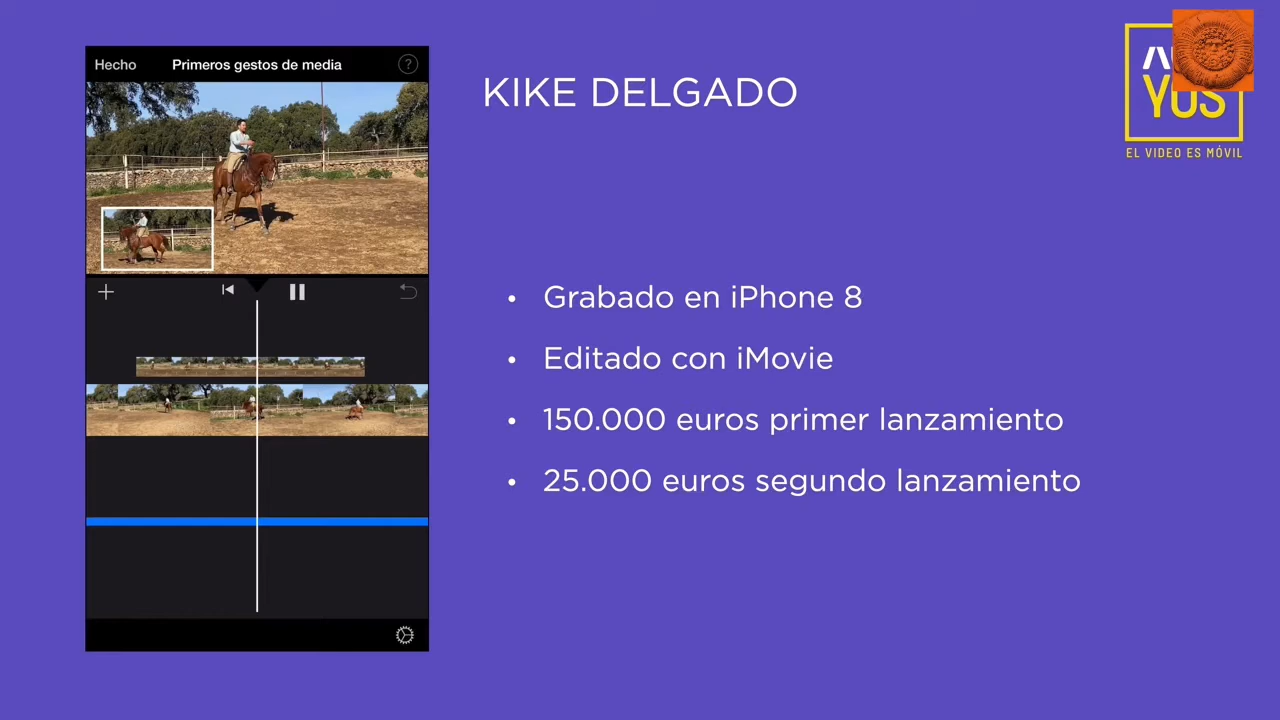 Hecho
Primeros gestos de media
?
KIKE DELGADO
YUS
EL VIDEO ES MÓVIL
• Grabado en iPhone 8
• Editado con iMovie
• 150.000 euros primer lanzamiento
• 25.000 euros segundo lanzamiento